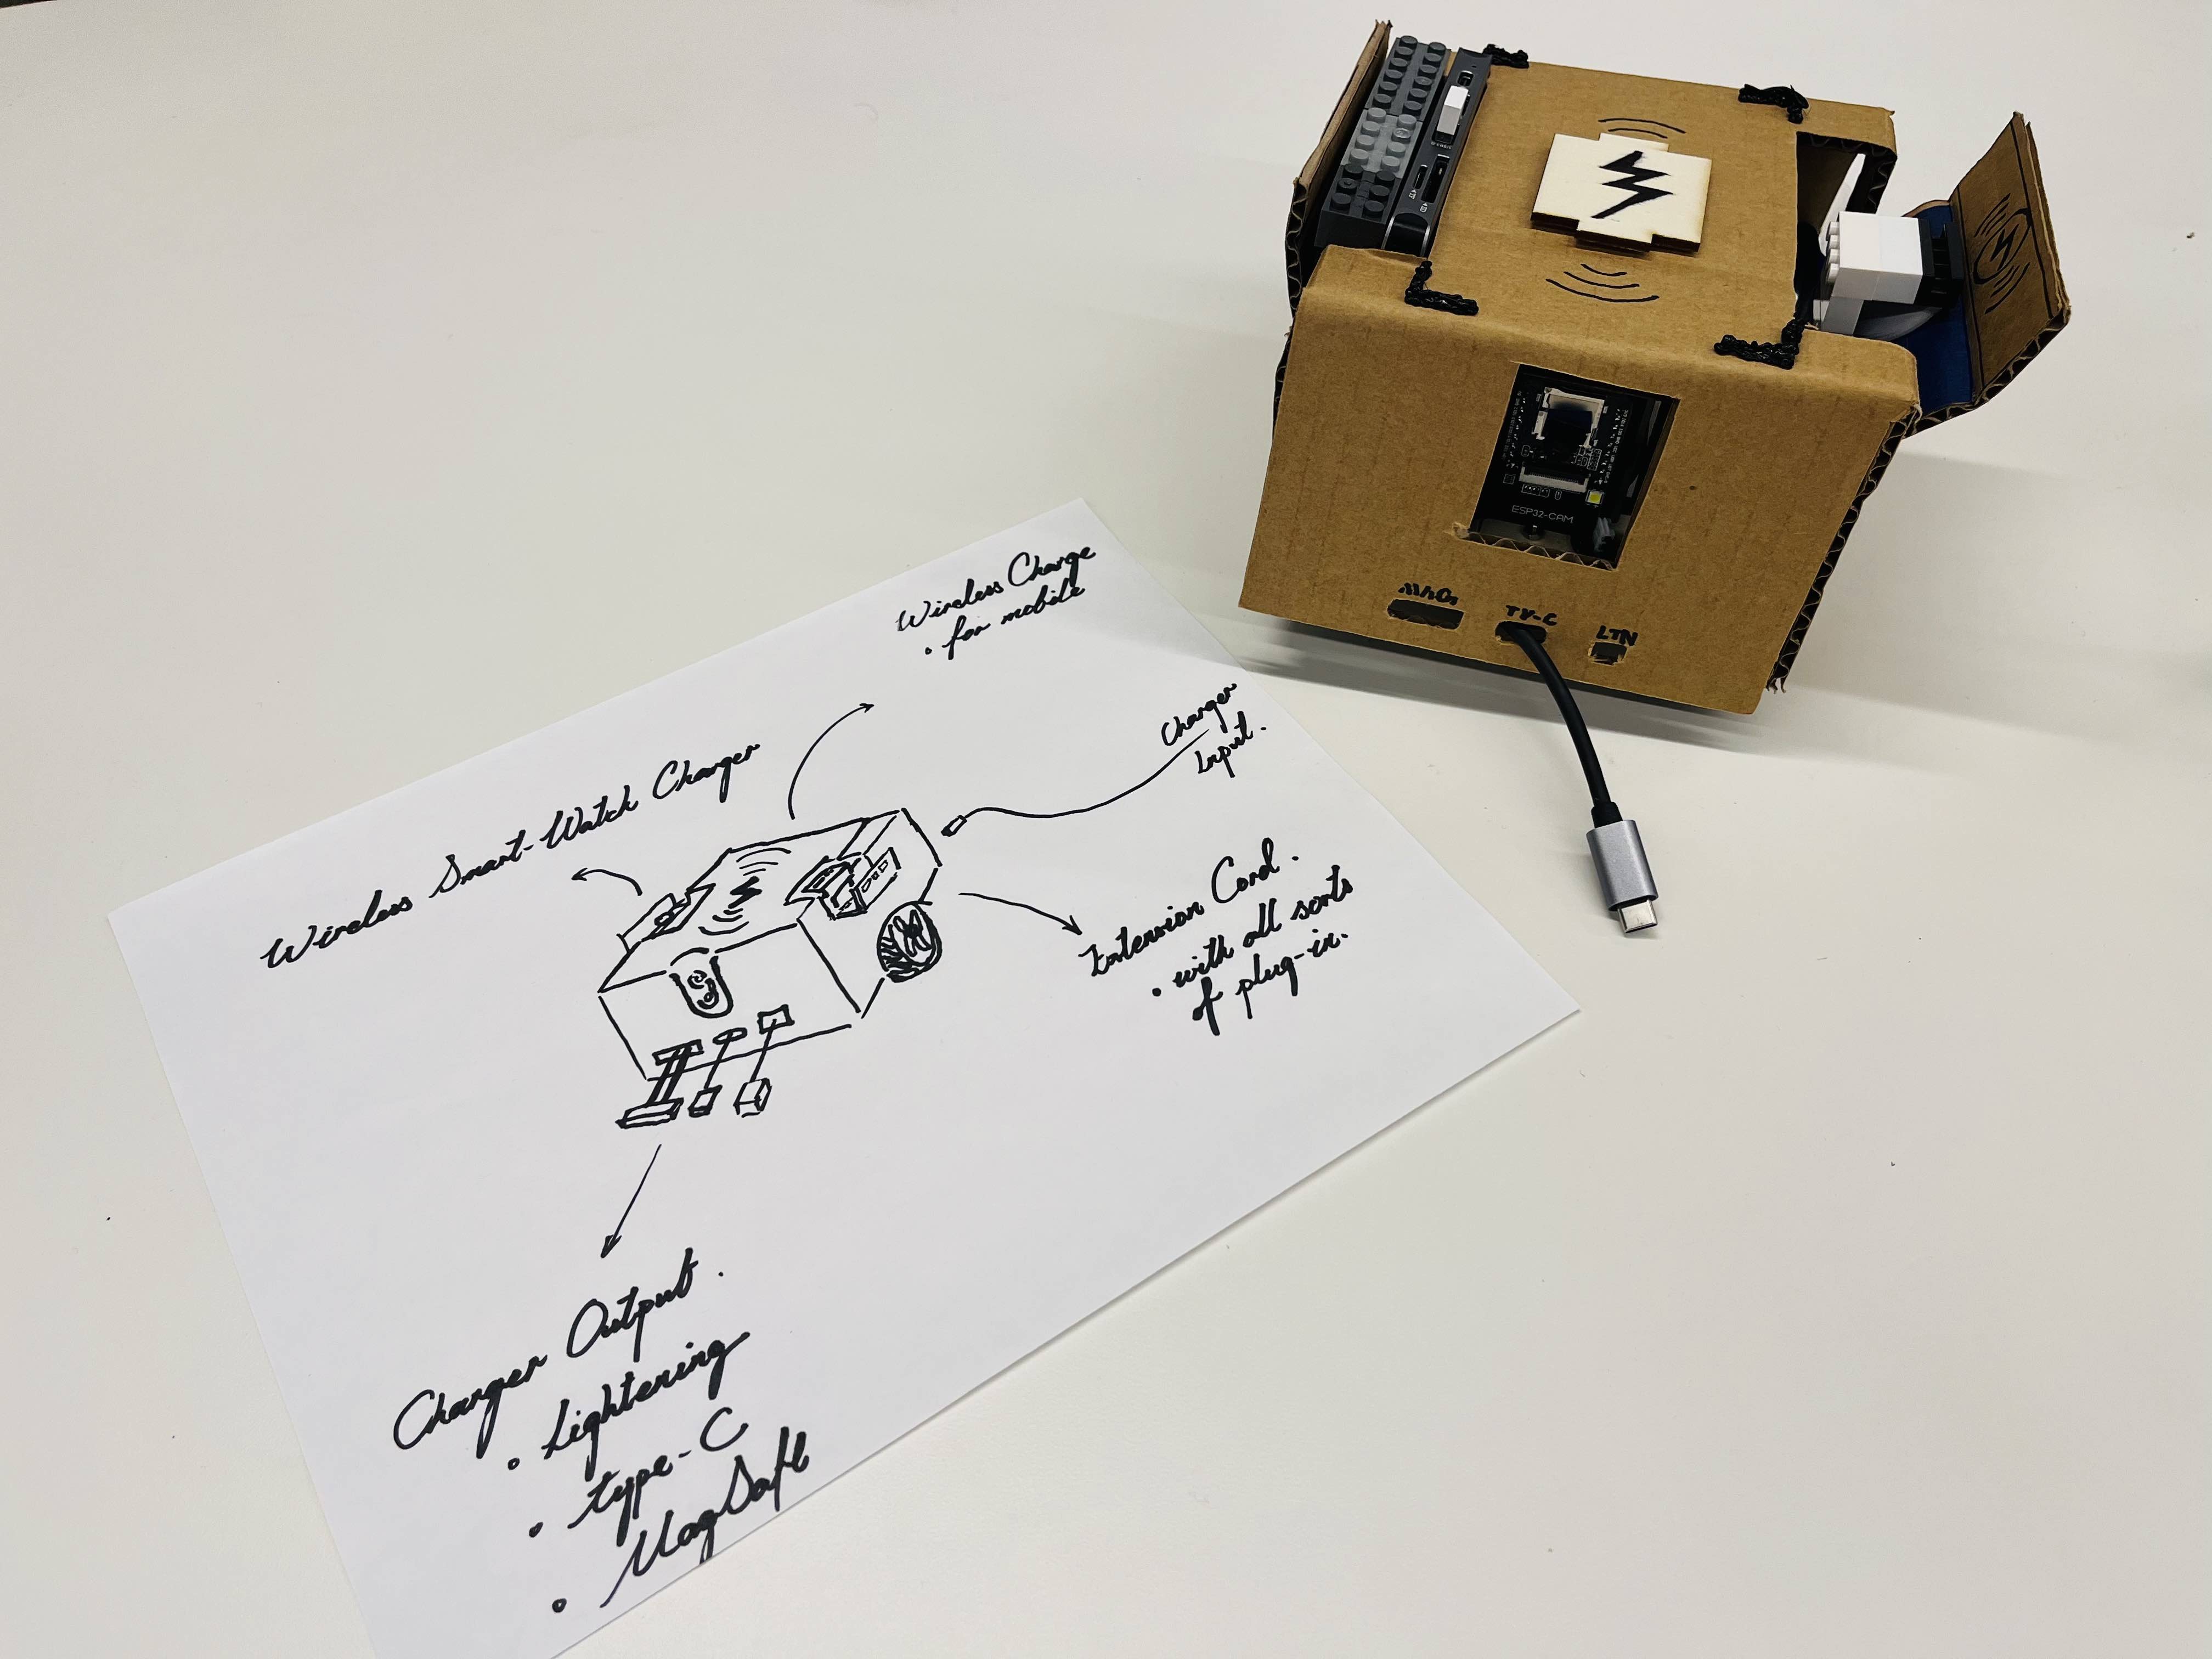 Wireless Charge
• for mobile
Charger
Input.
Wireless Smart-Watch Charger
Extension Cord.
• with all sorts
of plug-in.
Charger Output.
• Lightening
• type-C
• MagSafe
ESP32-CAM
TY-C
LTN